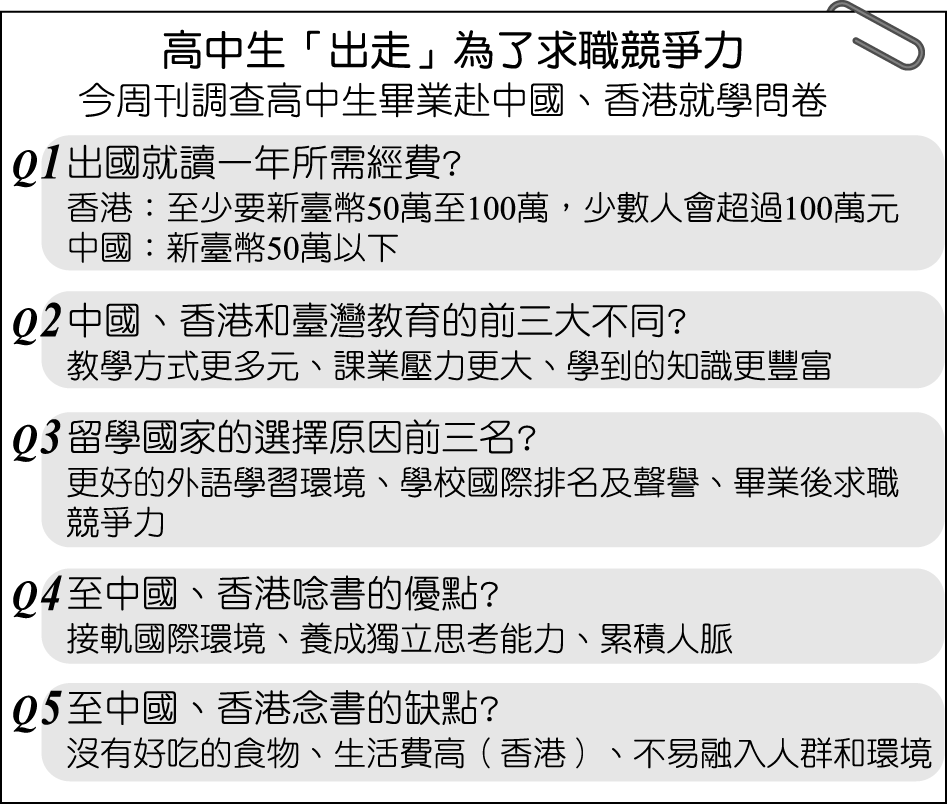 高中生「出走」為了求職競爭力
今周刊調查高中生畢業赴中國、香港就學問卷
Q1出國就讀一年所需經費?
香港：至少要新臺幣50萬至100萬，少數人會超過100萬元
中國：新臺幣50萬以下
Q2中國、香港和臺灣教育的前三大不同?
教學方式更多元、課業壓力更大、學到的知識更豐富
Q3留學國家的選擇原因前三名?
更好的外語學習環境、學校國際排名及聲譽、畢業後求職
競爭力
Q4至中國、香港唸書的優點?
接軌國際環境、養成獨立思考能力、累積人脈
Q5至中國、香港念書的缺點?
沒有好吃的食物、生活費高（香港）、不易融入人群和環境